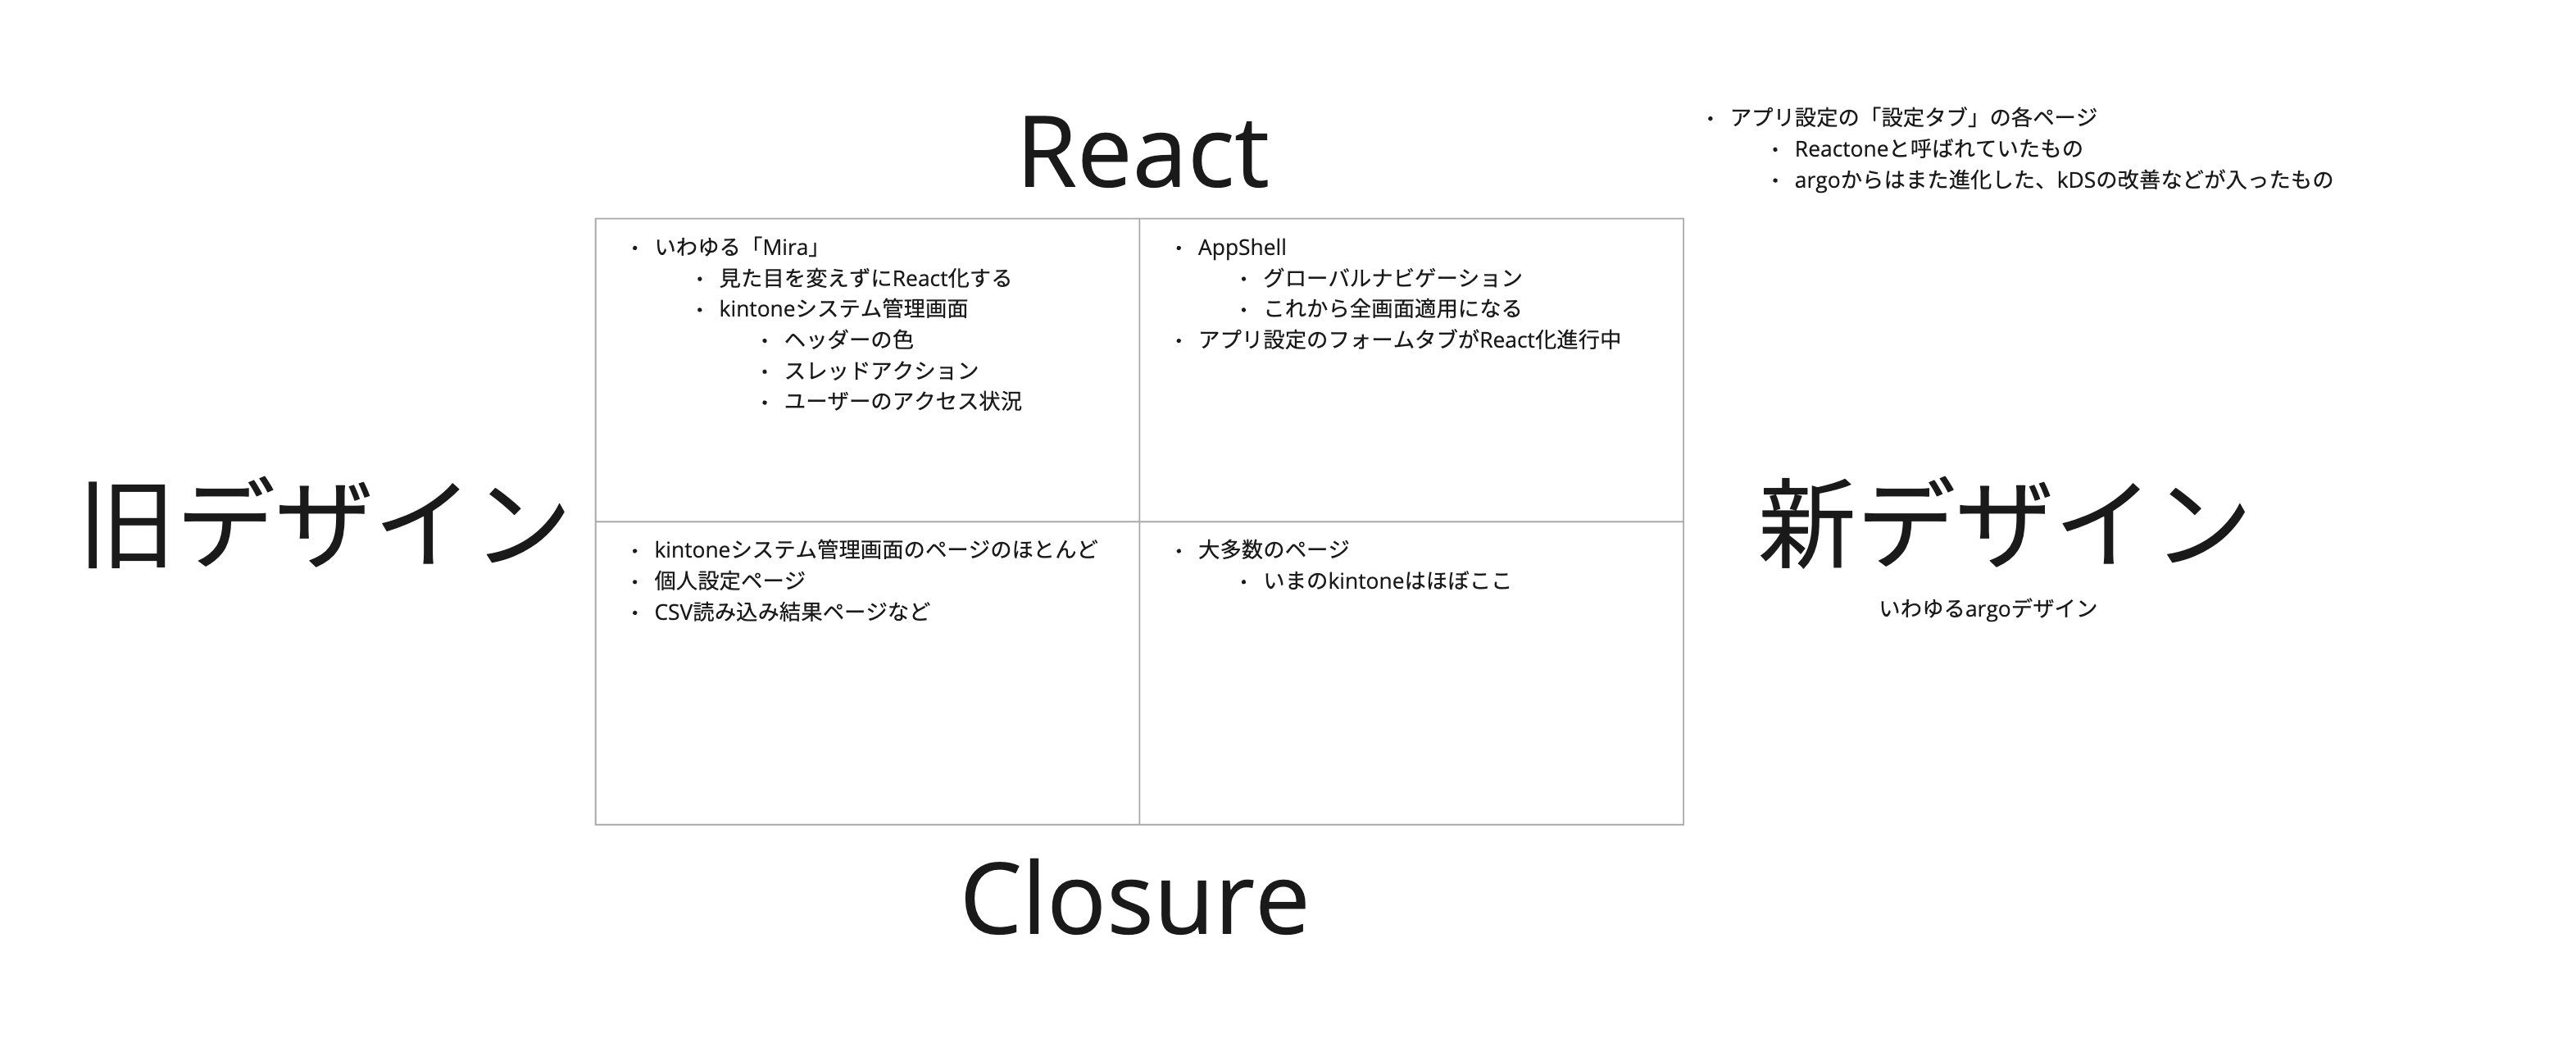 React
・ アプリ設定の「設定タブ」の各ページ
・ Reactoneと呼ばれていたもの
・ argoからはまた進化した、kDSの改善などが入ったもの
・ いわゆる「Mira」
・ 見た目を変えずにReact化する
・ kintoneシステム管理画面
・ ヘッダーの色
・ スレッドアクション
・ ユーザーのアクセス状況
・ AppShell
・ グローバルナビゲーション
・ これから全画面適用になる
・ アプリ設定のフォームタブがReact化進行中
旧デザイン
新デザイン
いわゆるargoデザイン
・ kintoneシステム管理画面のページのほとんど
・ 個人設定ページ
・ CSV読み込み結果ページなど
・ 大多数のページ
・ いまのkintoneはほぼここ
Closure